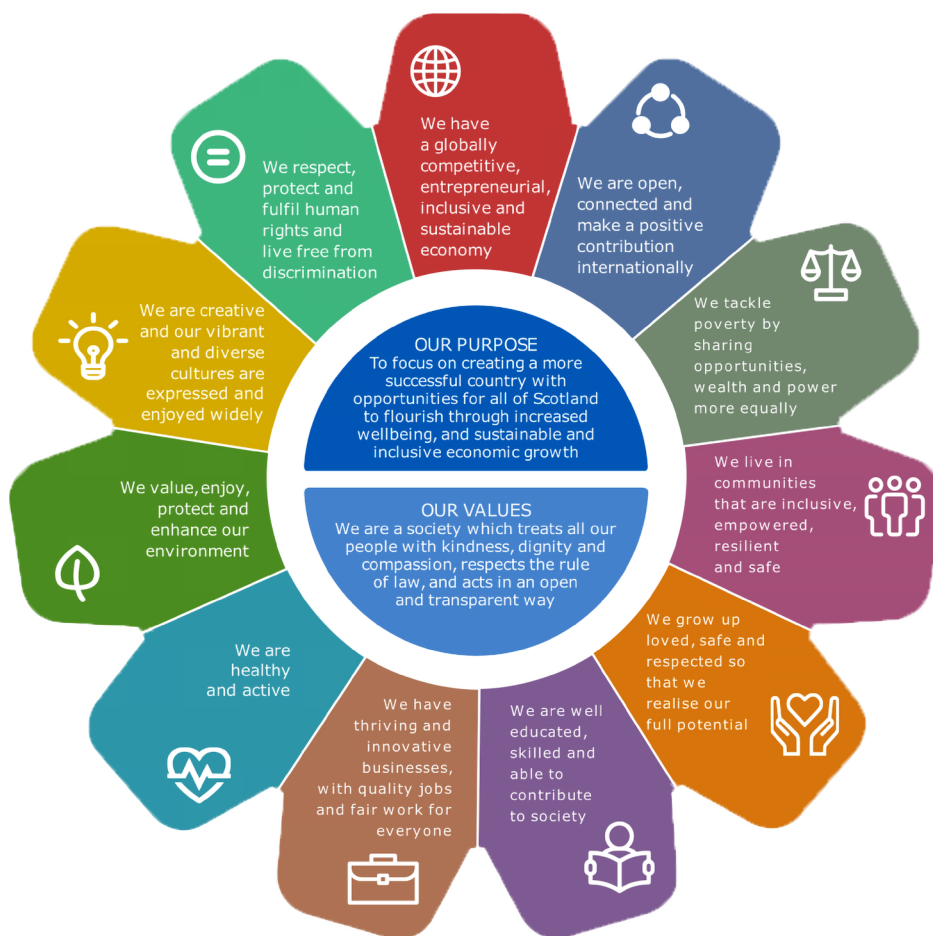 We have
a globally
competitive,
entrepreneurial,
inclusive and
sustainable
economy
We are open,
connected and
make a positive
contribution
internationally
We tackle
poverty by
sharing
opportunities,
wealth and power
more equally
We live in
communities
that are inclusive,
empowered,
resilient
and safe
We grow up
loved, safe and
respected so
that we
realise our
full potential
We are well
educated,
skilled and
able to
contribute
to society
We have
thriving and
innovative
businesses,
with quality jobs
and fair work for
everyone
We are
healthy
and active
We value, enjoy,
protect and
enhance our
environment
We are creative
and our vibrant
and diverse
cultures are
expressed and
enjoyed widely
We respect,
protect and
fulfil human
rights and
live free from
discrimination
OUR PURPOSE
To focus on creating a more
successful country with
opportunities for all of Scotland
to flourish through increased
wellbeing, and sustainable and
inclusive economic growth
OUR VALUES
We are a society which treats all our
people with kindness, dignity and
compassion, respects the rule
of law, and acts in an open
and transparent way